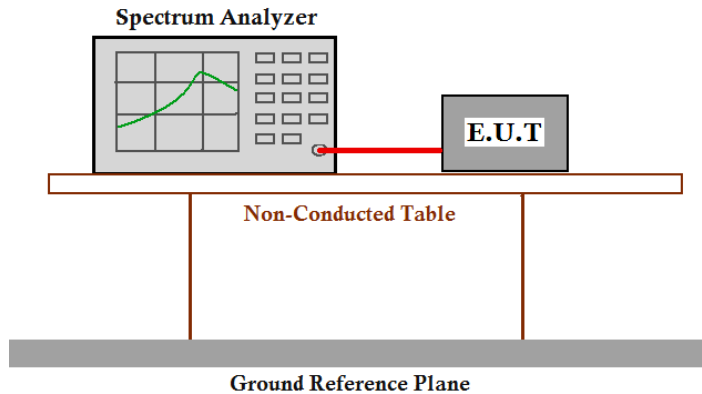 Spectrum Analyzer
E.U.T
Non-Conducted Table
Ground Reference Plane